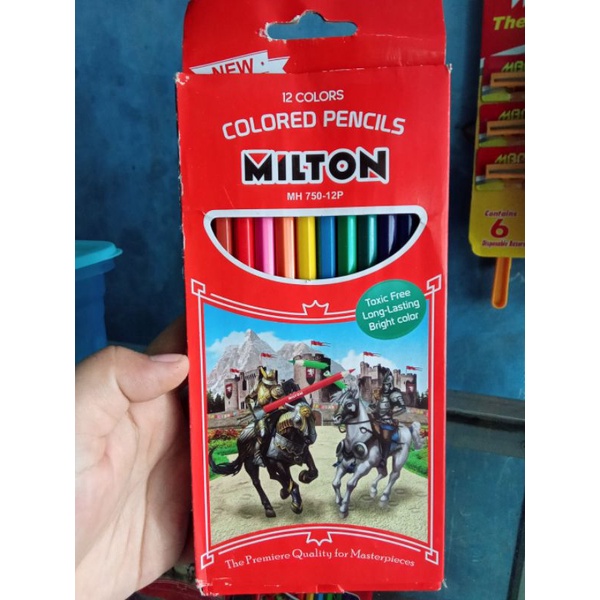 NEW
12 COLORS
COLORED PENCILS
MILTON
MH 750-12P
Toxic Free
Long-Lasting
Bright color
The Premiere Quality for Masterpieces
The
Contains
6